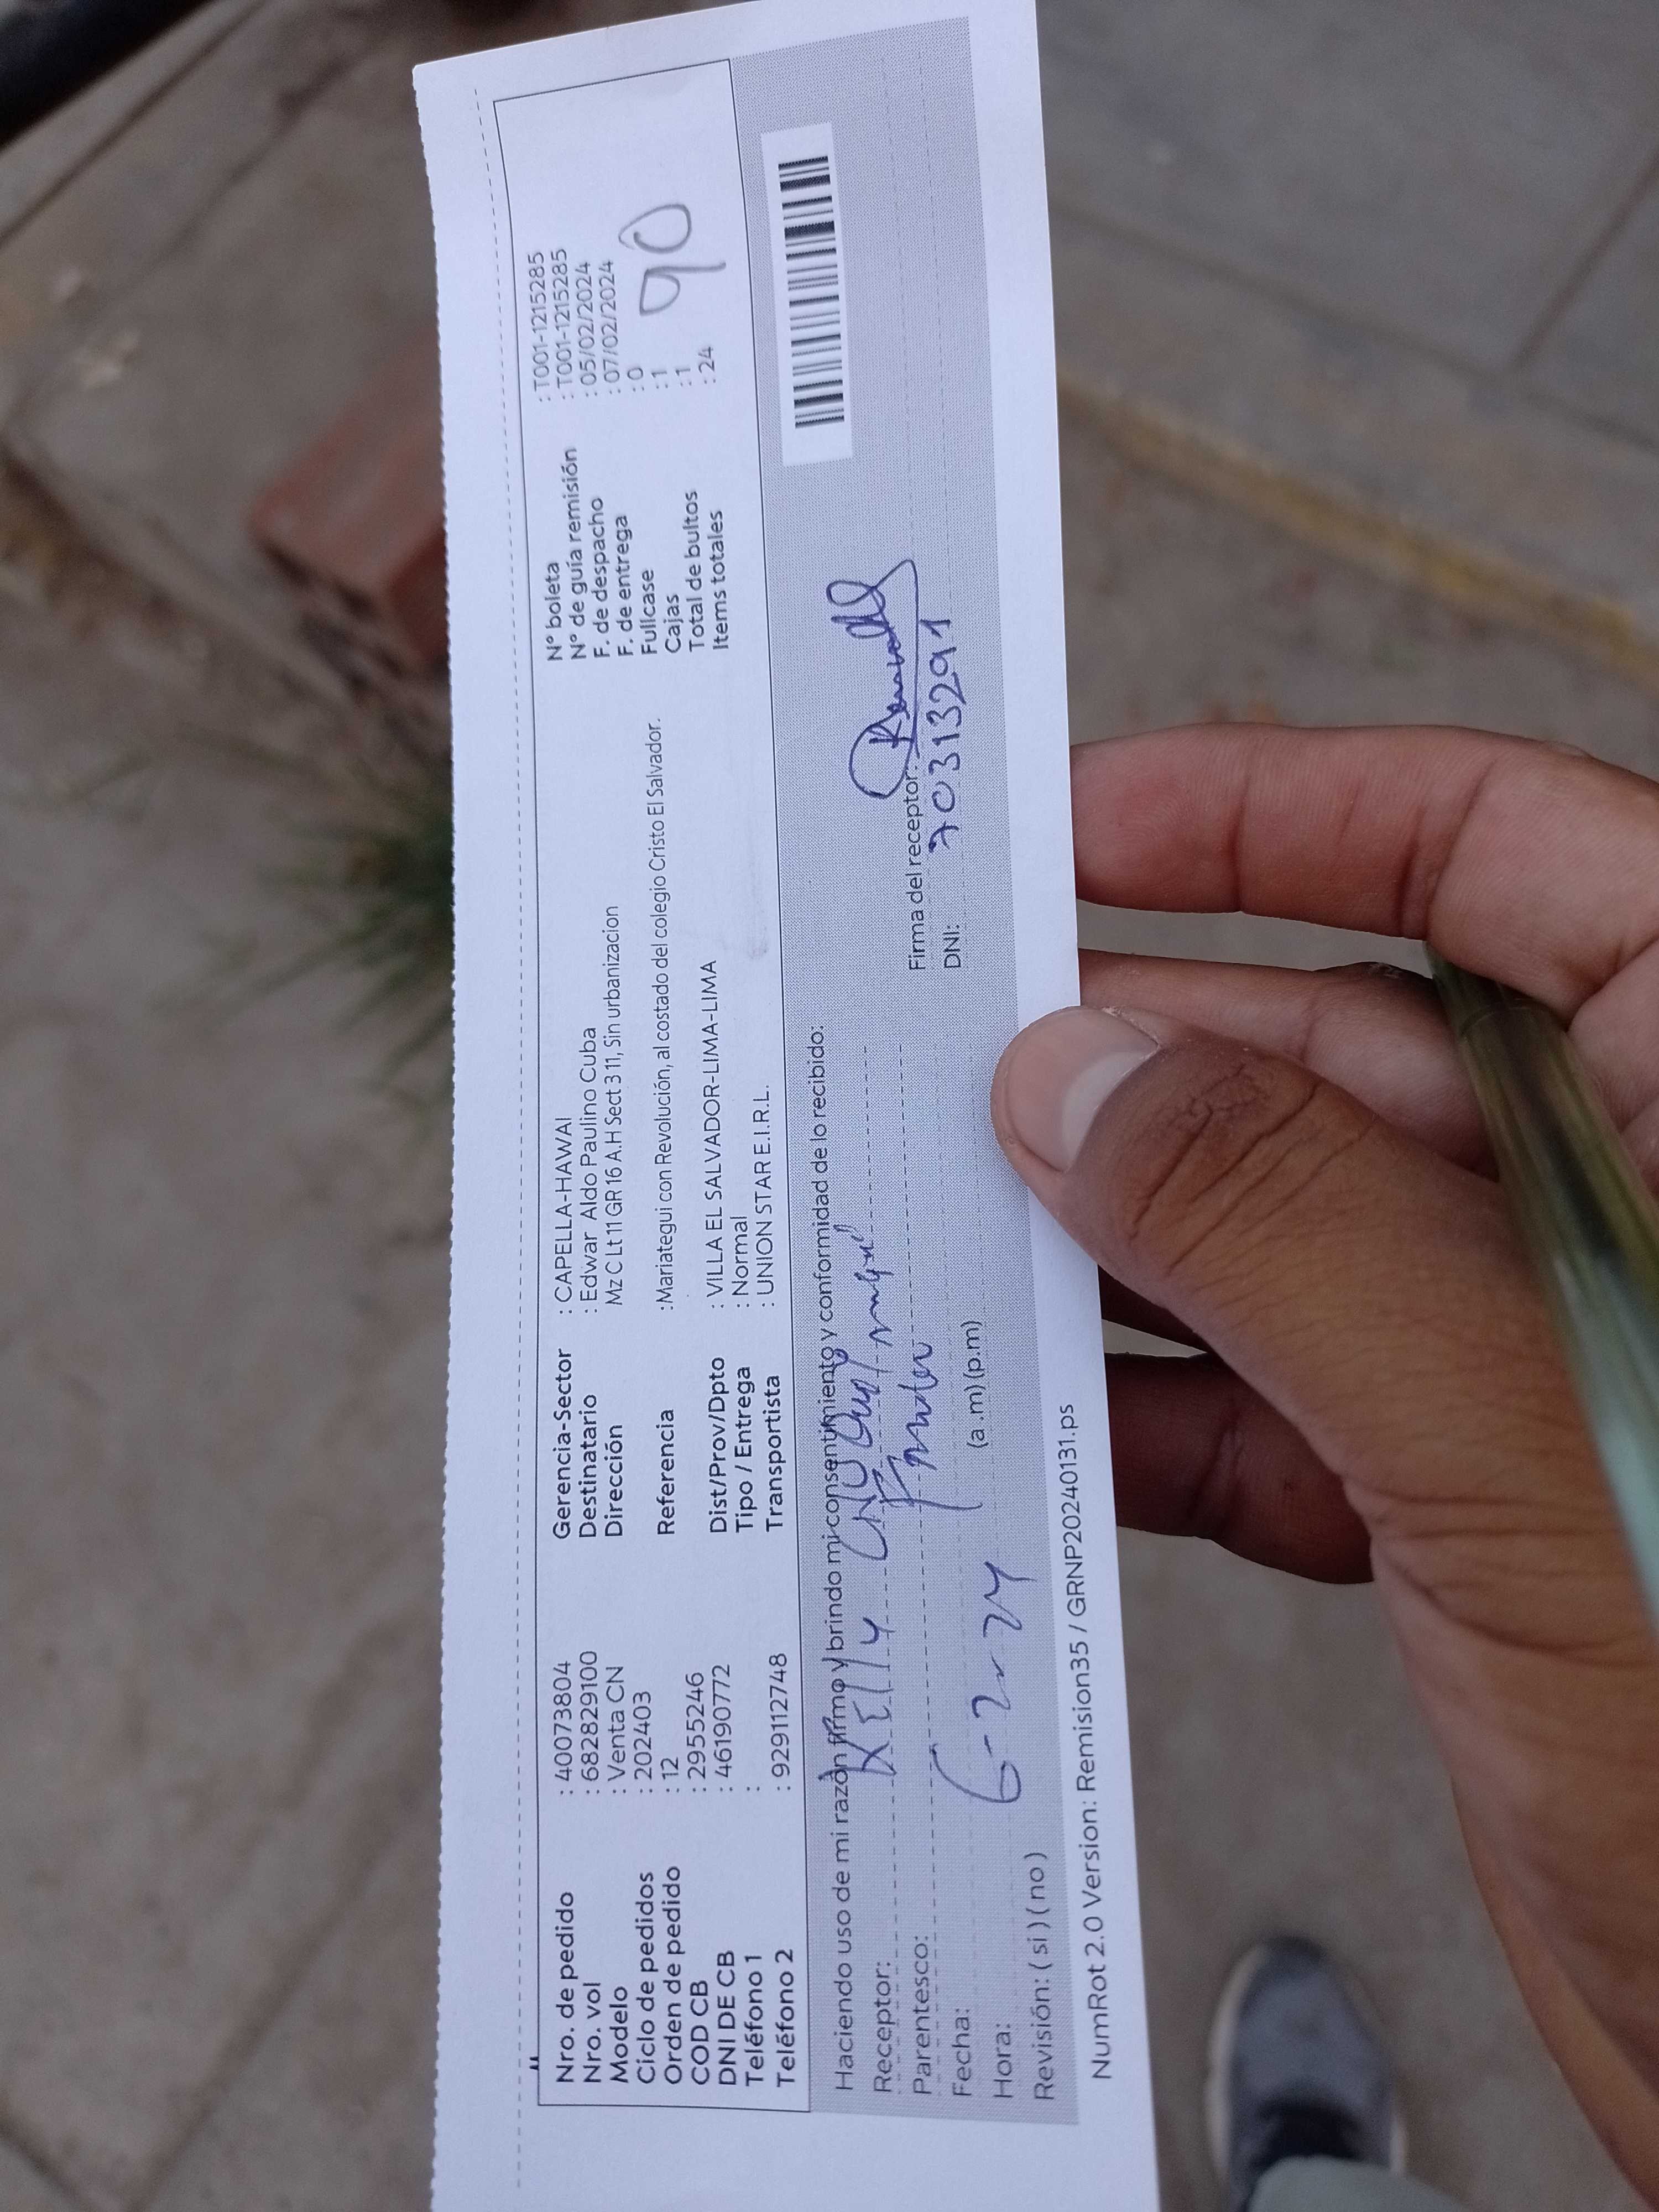 Nro. de pedido : 40073804
Nro. vol : 6828829100
Modelo : Venta CN
Ciclo de pedidos : 202403
Orden de pedido : 12
COD CB : 2955246
DNI DE CB : 46190772
Teléfono 1 :
Teléfono 2 : 929112748
Gerencia-Sector : CAPELLA-HAWAI
Destinatario : Edwar Aldo Paulino Cuba
Dirección Mz C Lt 11 GR 16 A.H Sect 3 11, Sin urbanizacion
Referencia :Mariategui con Revolución, al costado del colegio Cristo El Salvador.
Dist/Prov/Dpto : VILLA EL SALVADOR-LIMA-LIMA
Tipo / Entrega : Normal
Transportista : UNION STAR E.I.R.L.
N° boleta : T001-1215285
N° de guía remisión : T001-1215285
F. de despacho : 05/02/2024
F. de entrega : 07/02/2024
Fullcase : 0
Cajas : 1
Total de bultos : 1
Items totales : 24
90
Haciendo uso de mi razón firmo y brindo mi consentimiento y conformidad de lo recibido:
Receptor: KElly
Parentesco:
Fecha: 6-2-24
Hora: (a .m) (p.m)
Revisión: ( si ) ( no )
Firma del receptor:
DNI: 70313291
NumRot 2.0 Version: Remision35 / GRNP20240131.ps